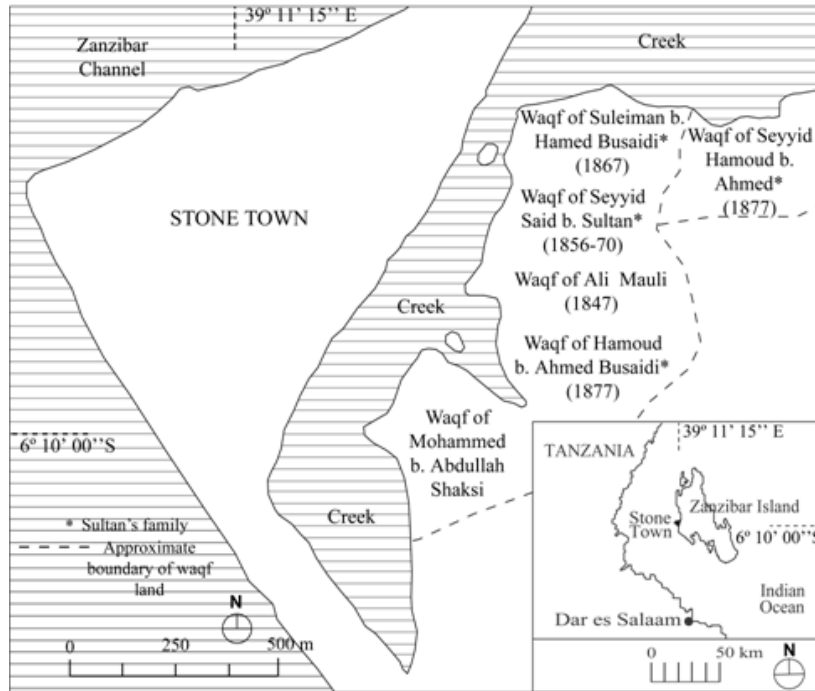 39º 11' 15'' E
Zanzibar
Channel
Creek
Waqf of Suleiman b.
Hamed Busaidi*
(1867)
Waqf of Seyyid
Hamoud b.
Ahmed*
(1877)
STONE TOWN
Waqf of Seyyid
Said b. Sultan*
(1856-70)
Creek
Waqf of Ali Mauli
(1847)
Waqf of Hamoud
b. Ahmed Busaidi*
(1877)
Waqf of
Mohammed
b. Abdullah
Shaksi
6º 10' 00''S
Creek
* Sultan's family
Approximate
boundary of waqf
land
N
0 250 500 m
39º 11' 15'' E
TANZANIA
Zanzibar Island
Stone
Town
6º 10' 00''S
Indian
Ocean
Dar es Salaam
0 50 km
N